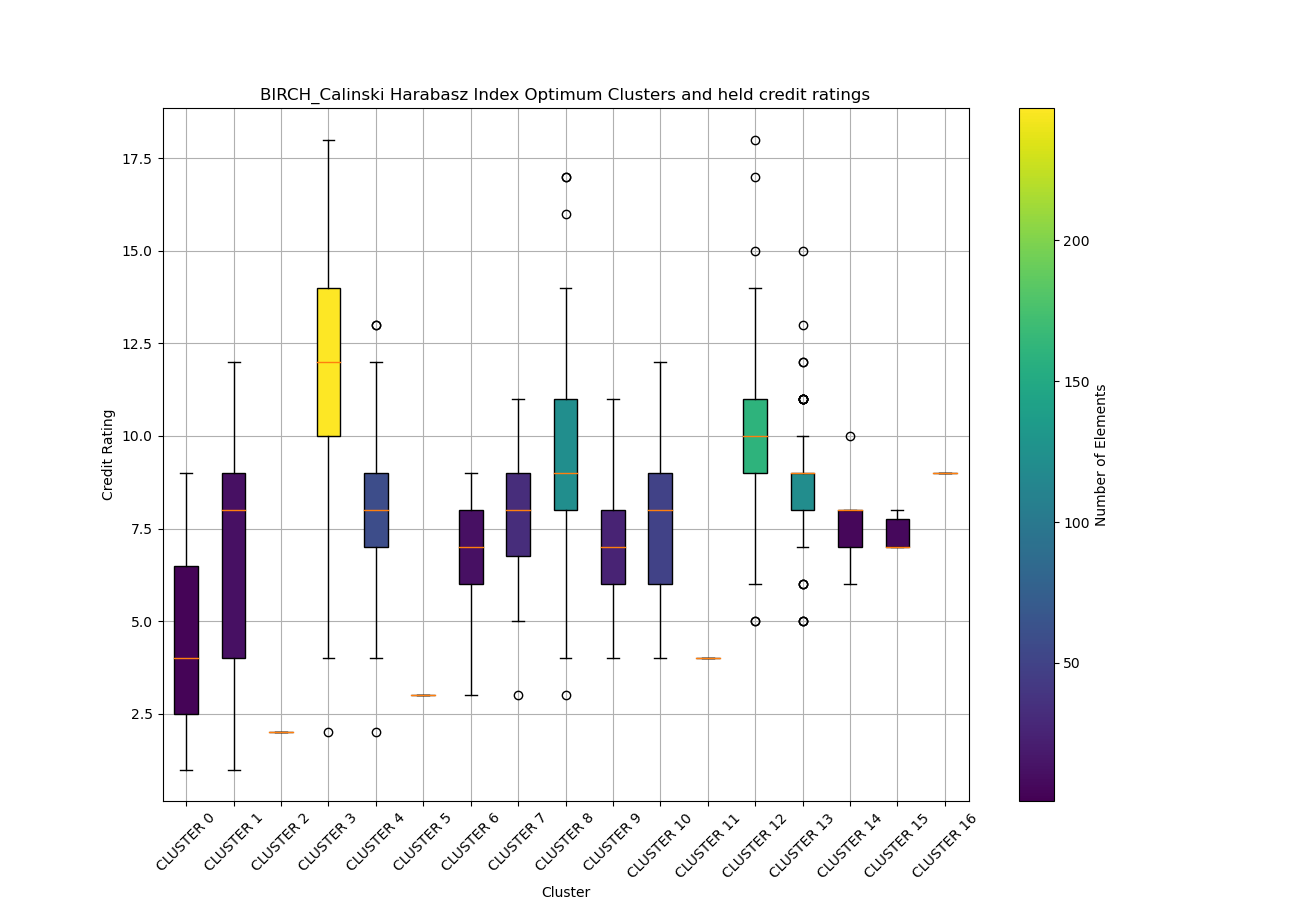 BIRCH_Calinski Harabasz Index Optimum Clusters and held credit ratings
17.5
15.0
12.5
10.0
7.5
5.0
2.5
Credit Rating
CLUSTER 0
CLUSTER 1
CLUSTER 2
CLUSTER 3
CLUSTER 4
CLUSTER 5
CLUSTER 6
CLUSTER 7
CLUSTER 8
CLUSTER 9
CLUSTER 10
CLUSTER 11
CLUSTER 12
CLUSTER 13
CLUSTER 14
CLUSTER 15
CLUSTER 16
Cluster
200
150
100
50
Number of Elements